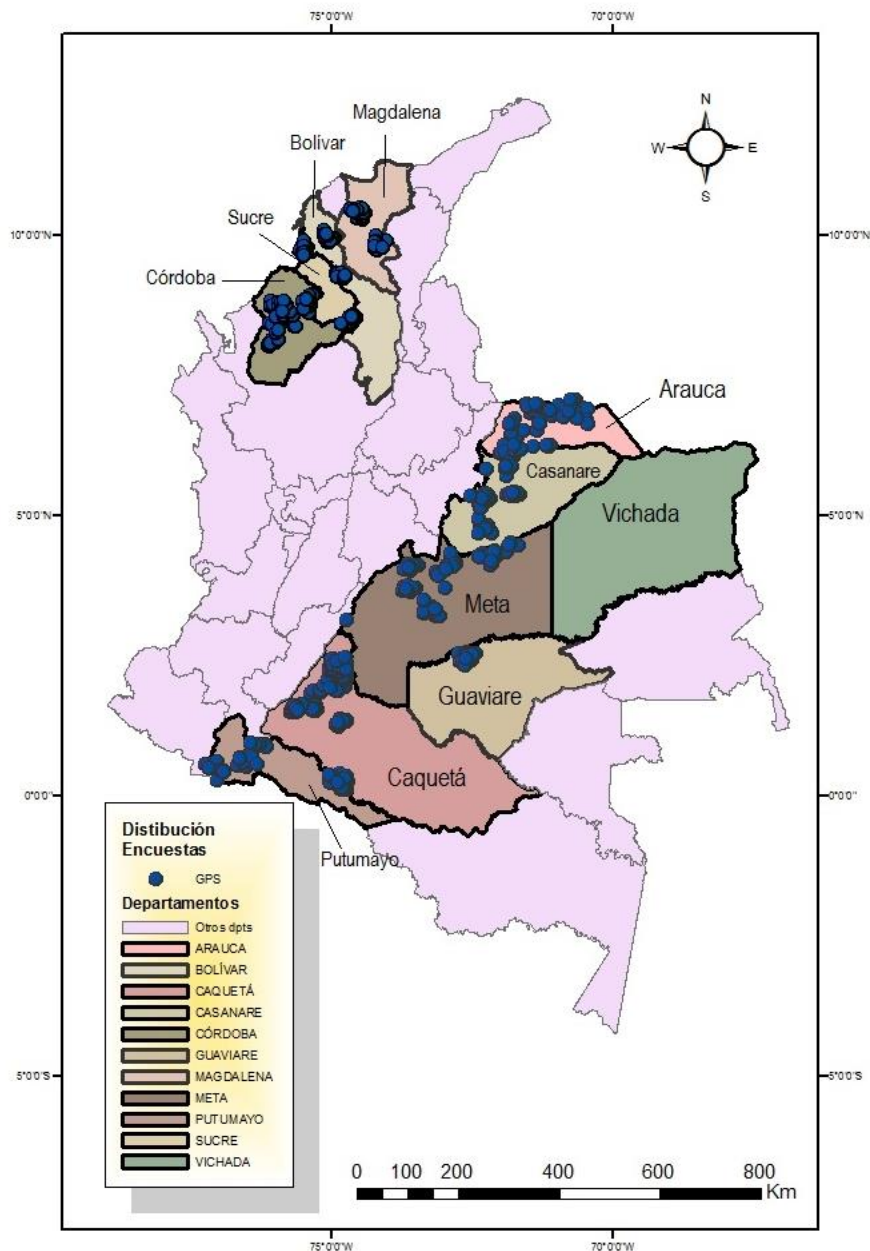 75°0'0"W
70°0'0"W
N
W
E
S
Magdalena
Bolívar
Sucre
Córdoba
10°0'0"N
10°0'0"N
Arauca
Casanare
Vichada
5°0'0"N
5°0'0"N
Meta
Guaviare
Caquetá
0°0'0"
0°0'0"
Putumayo
Distibución
Encuestas
GPS
Departamentos
Otros dpts
ARAUCA
BOLÍVAR
CAQUETÁ
CASANARE
CÓRDOBA
GUAVIARE
MAGDALENA
META
PUTUMAYO
SUCRE
VICHADA
5°0'0"S
5°0'0"S
0 100 200 400 600 800
Km
75°0'0"W
70°0'0"W